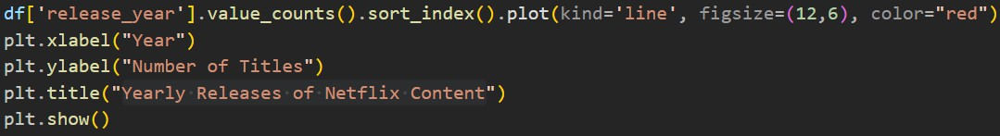 df['release_year'].value_counts().sort_index().plot(kind='line', figsize=(12,6), color="red")
plt.xlabel("Year")
plt.ylabel("Number of Titles")
plt.title("Yearly·Releases·of·Netflix·Content")
plt.show()